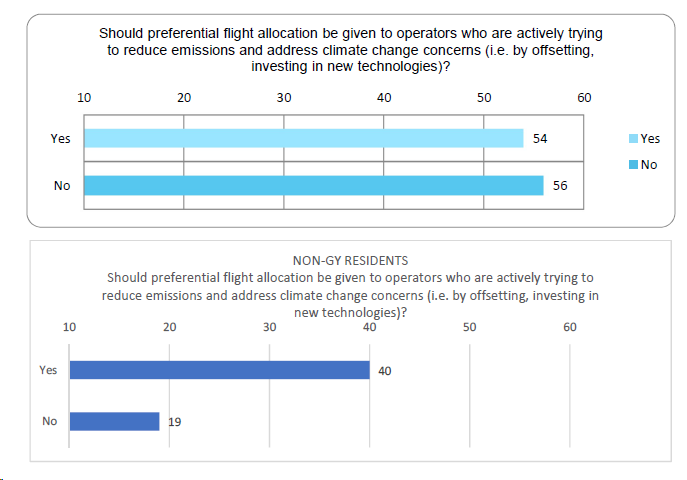 Should preferential flight allocation be given to operators who are actively trying
to reduce emissions and address climate change concerns (i.e. by offsetting,
investing in new technologies)?
10 20 30 40 50 60
Yes 54
No 56
Yes
No
NON-GY RESIDENTS
Should preferential flight allocation be given to operators who are actively trying to
reduce emissions and address climate change concerns (i.e. by offsetting, investing in
new technologies)?
10 20 30 40 50 60
Yes 40
No 19